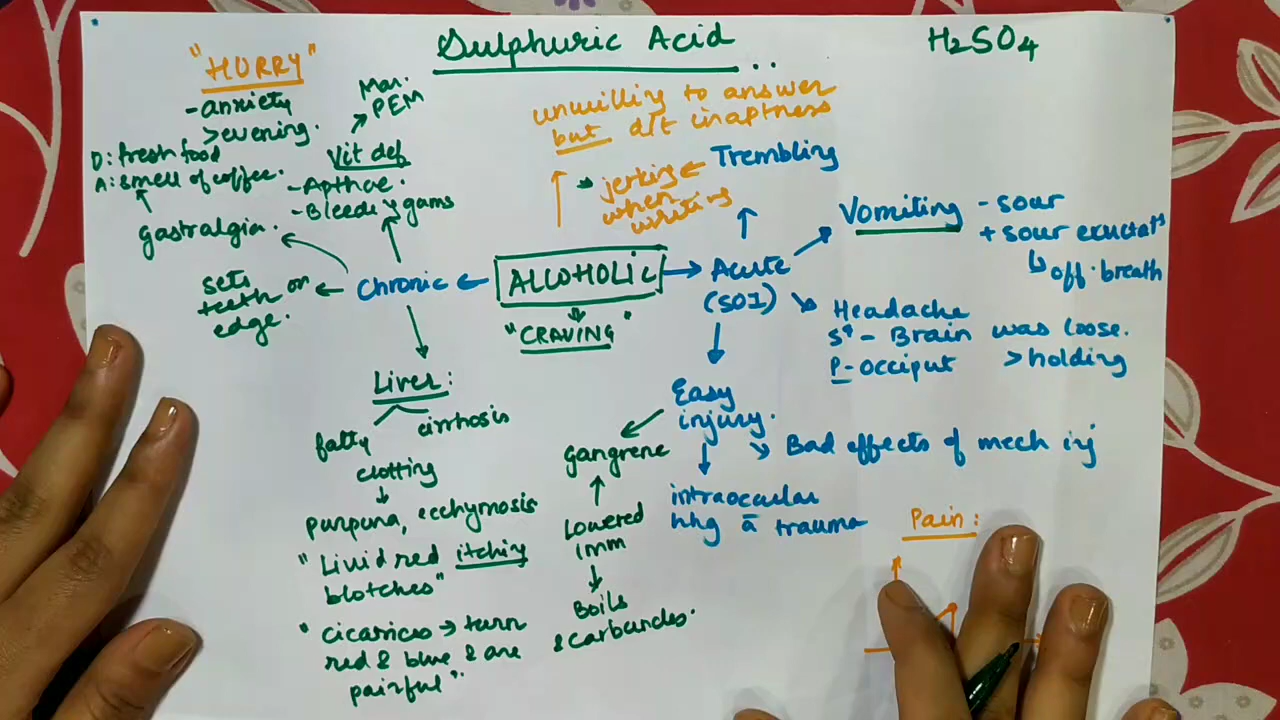 Sulphuric Acid
H₂SO₄
"HURRY"
- anxiety
> evening.
D: fresh food
A: smell of coffee.
gastralgia.
Mar.
PEM
Vit def
- Apthae.
- Bleeding gams
unwilling to answer
but d/t inaptness
Trembling
jerking
when
writing
Vomiting - sour
+ sour eructatⁿs
off. breath
sets
teeth on
edge.
Chronic
ALCOHOLIC
"CRAVING"
Acute
(SOI)
Headache
Brain was loose.
P - occiput > holding
Liver:
fatty
cirrhosis
clotting
purpura, ecchymosis
"Livid red itching
blotches"
"cicatrices → turn
red & blue & are
painful".
Easy
injury.
Bad effects of mech inj
gangrene
Lowered
imm
Boils
& carbuncles.
intraocular
hhg ā trauma
Pain: